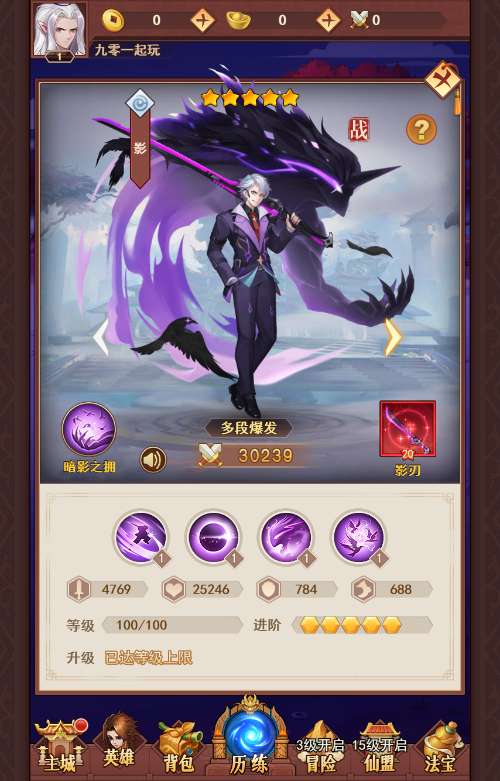 0
0
0
1
九零一起玩
影
战
?
多段爆发
30239
暗影之拥
20
影刃
1
1
1
1
4769
25246
784
688
等级 100/100 进阶
升级 已达等级上限
3级开启 15级开启
主城 英雄 背包 历练 冒险 仙盟 法宝